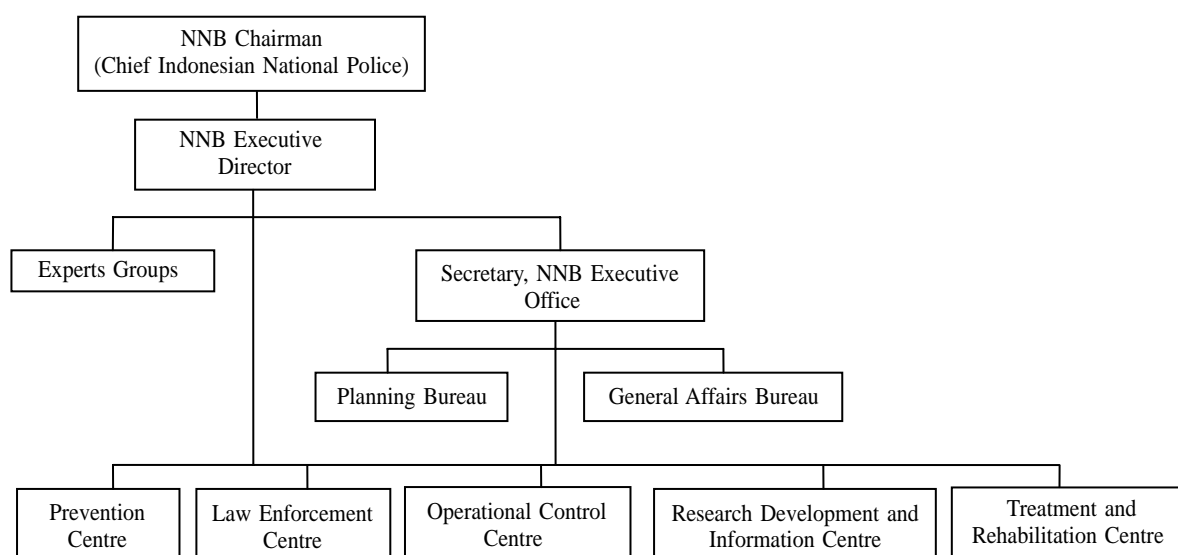 NNB Chairman
(Chief Indonesian National Police)
NNB Executive
Director
Experts Groups
Secretary, NNB Executive
Office
Planning Bureau
General Affairs Bureau
Prevention
Centre
Law Enforcement
Centre
Operational Control
Centre
Research Development and
Information Centre
Treatment and
Rehabilitation Centre